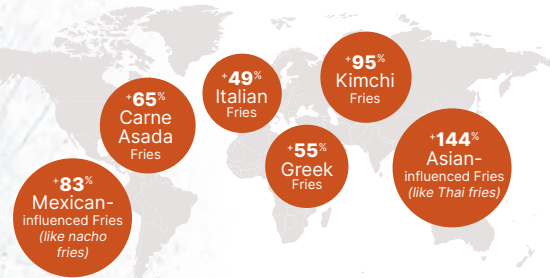 +65%
Carne
Asada
Fries
+49%
Italian
Fries
+95%
Kimchi
Fries
+83%
Mexican-
influenced Fries
(like nacho
fries)
+55%
Greek
Fries
+144%
Asian-
influenced Fries
(like Thai fries)